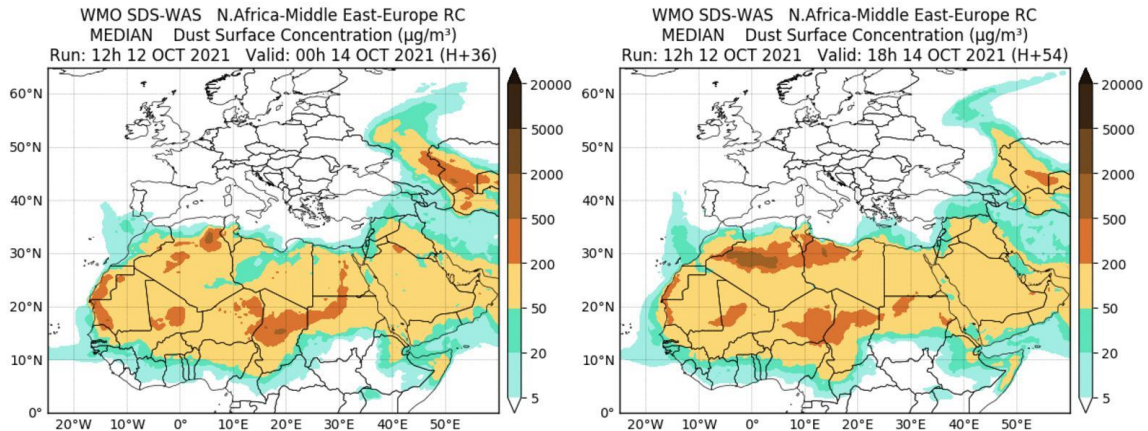 WMO SDS-WAS N.Africa-Middle East-Europe RC
MEDIAN Dust Surface Concentration (µg/m³)
Run: 12h 12 OCT 2021 Valid: 00h 14 OCT 2021 (H+36)
60°N
50°N
40°N
30°N
20°N
10°N
0°
20°W
10°W
0°
10°E
20°E
30°E
40°E
50°E
20000
5000
2000
500
200
50
20
5
WMO SDS-WAS N.Africa-Middle East-Europe RC
MEDIAN Dust Surface Concentration (µg/m³)
Run: 12h 12 OCT 2021 Valid: 18h 14 OCT 2021 (H+54)
60°N
50°N
40°N
30°N
20°N
10°N
0°
20°W
10°W
0°
10°E
20°E
30°E
40°E
50°E
20000
5000
2000
500
200
50
20
5